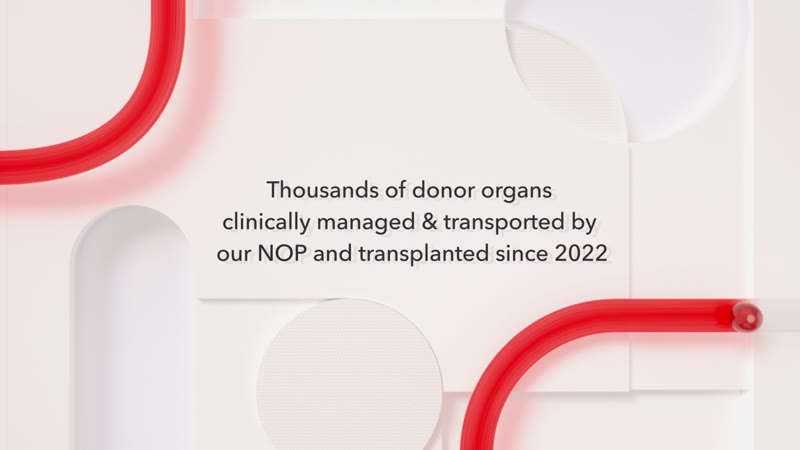 Thousands of donor organs
clinically managed & transported by
our NOP and transplanted since 2022